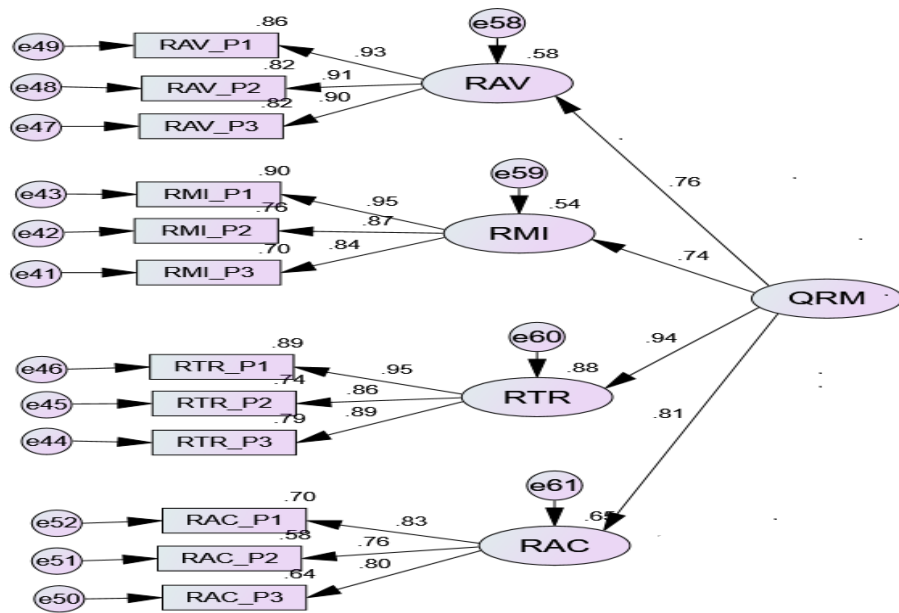 .86
e58
e49
RAV_P1
.93
.58
.82
RAV
e48
RAV_P2
.91
.90
.82
e47
RAV_P3
.76
.90
e59
e43
RMI_P1
.95
.54
.76
e42
RMI_P2
.87
RMI
.70
.84
e41
RMI_P3
.74
QRM
.89
e60
.94
e46
RTR_P1
.95
.88
.74
e45
RTR_P2
.86
RTR
.79
.89
e44
RTR_P3
.81
.70
e61
e52
RAC_P1
.83
.65
.58
.76
RAC
e51
RAC_P2
.64
.80
e50
RAC_P3